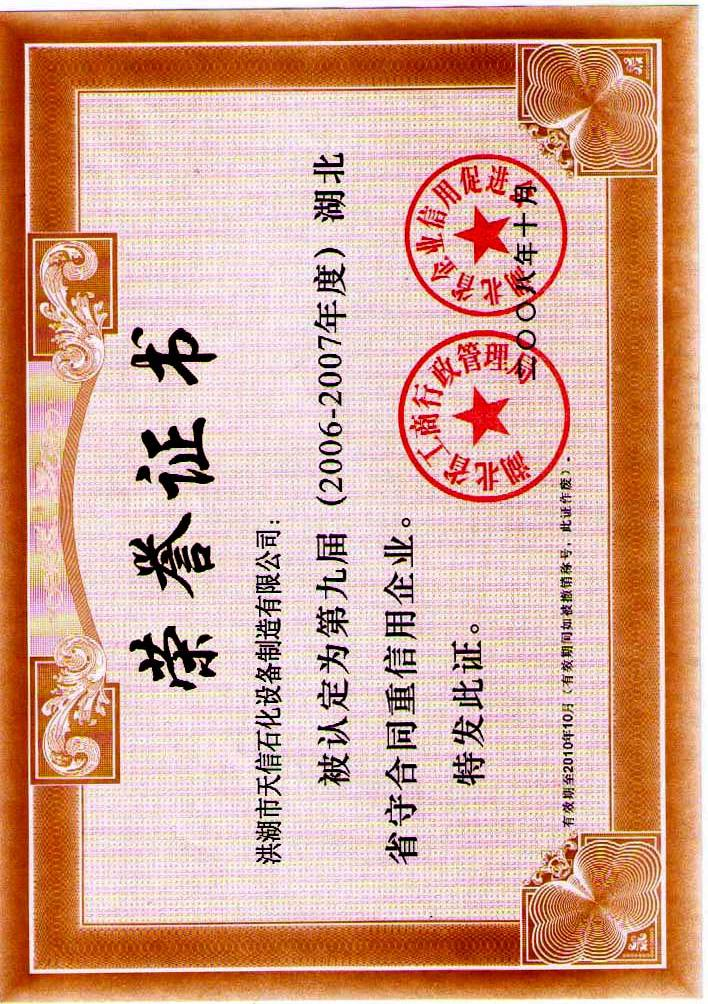 荣誉证书
洪湖市天信石化设备制造有限公司：
被认定为第九届（2006-2007年度）湖北
省守合同重信用企业。
特发此证。
湖北省工商行政管理局
湖北省企业信用促进
二〇〇八年十月
有效期至2010年10月（有效期间如被撤销称号，此证作废）。